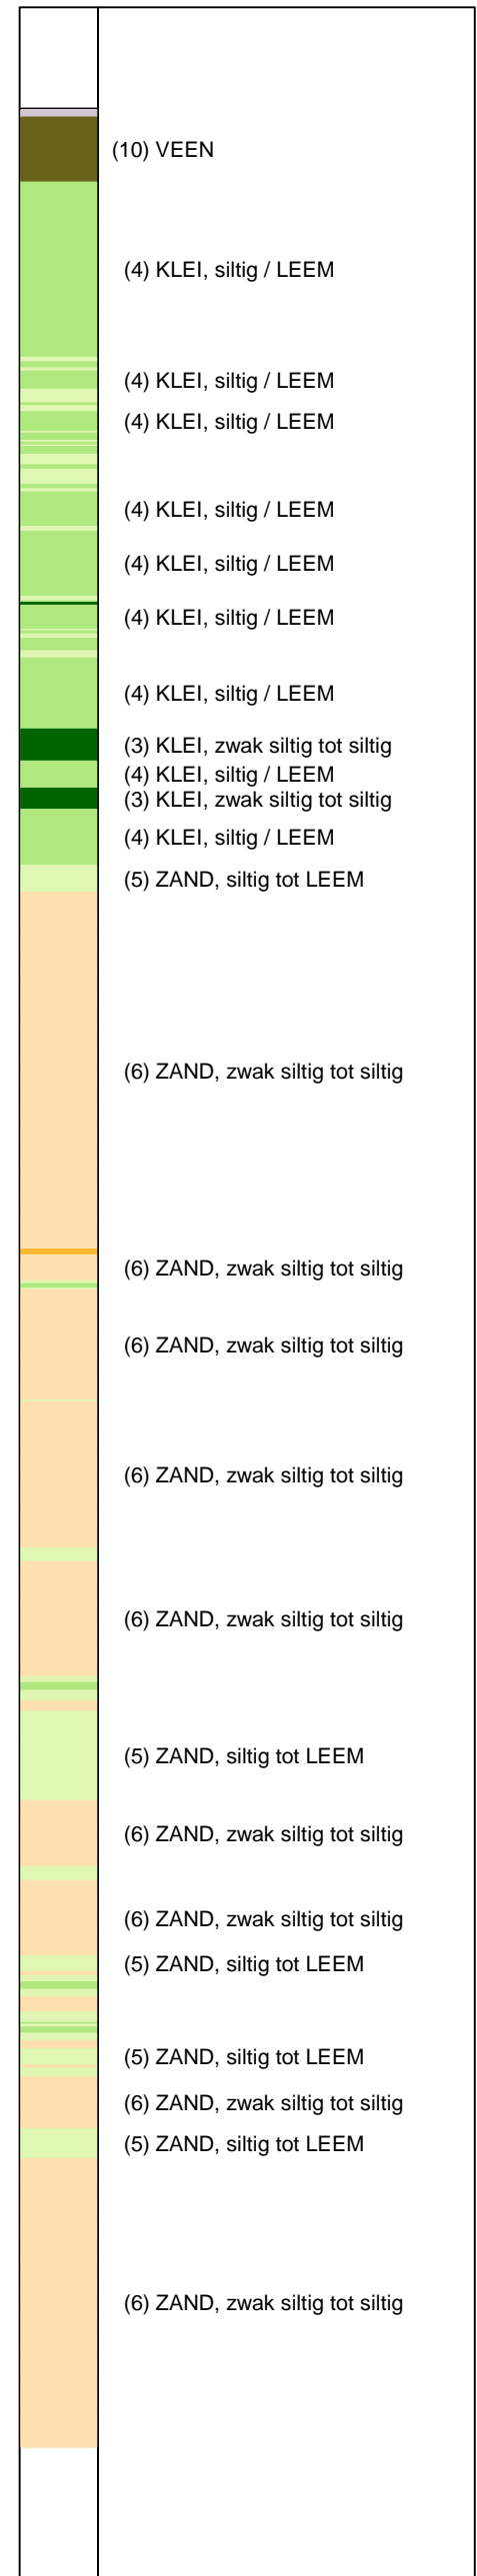 (10) VEEN
(4) KLEI, siltig / LEEM
(4) KLEI, siltig / LEEM
(4) KLEI, siltig / LEEM
(4) KLEI, siltig / LEEM
(4) KLEI, siltig / LEEM
(4) KLEI, siltig / LEEM
(4) KLEI, siltig / LEEM
(3) KLEI, zwak siltig tot siltig
(4) KLEI, siltig / LEEM
(3) KLEI, zwak siltig tot siltig
(4) KLEI, siltig / LEEM
(5) ZAND, siltig tot LEEM
(6) ZAND, zwak siltig tot siltig
(6) ZAND, zwak siltig tot siltig
(6) ZAND, zwak siltig tot siltig
(6) ZAND, zwak siltig tot siltig
(6) ZAND, zwak siltig tot siltig
(5) ZAND, siltig tot LEEM
(6) ZAND, zwak siltig tot siltig
(6) ZAND, zwak siltig tot siltig
(5) ZAND, siltig tot LEEM
(5) ZAND, siltig tot LEEM
(6) ZAND, zwak siltig tot siltig
(5) ZAND, siltig tot LEEM
(6) ZAND, zwak siltig tot siltig